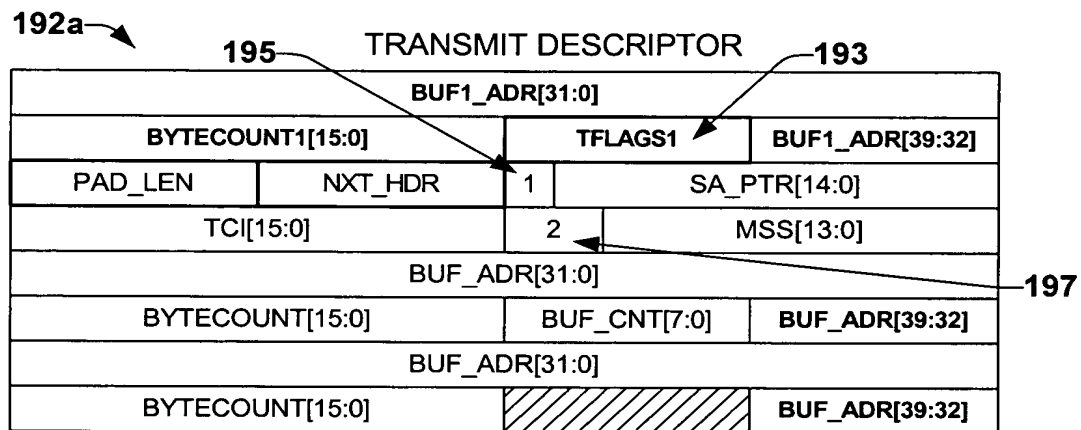 192a
TRANSMIT DESCRIPTOR
195
193
BUF1_ADR[31:0]
BYTECOUNT1[15:0] TFLAGS1 BUF1_ADR[39:32]
PAD_LEN NXT_HDR 1 SA_PTR[14:0]
TCI[15:0] 2 MSS[13:0]
BUF_ADR[31:0]
197
BYTECOUNT[15:0] BUF_CNT[7:0] BUF_ADR[39:32]
BUF_ADR[31:0]
BYTECOUNT[15:0] BUF_ADR[39:32]